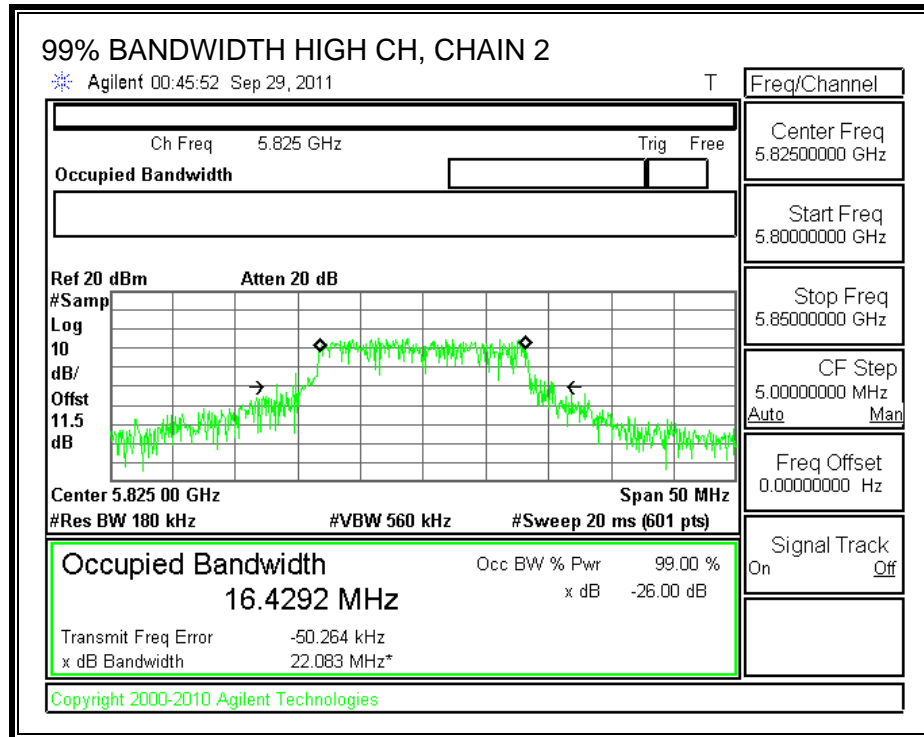 99% BANDWIDTH HIGH CH, CHAIN 2
Agilent 00:45:52 Sep 29, 2011 T
Freq/Channel
Ch Freq 5.825 GHz Trig Free
Occupied Bandwidth
Center Freq
5.82500000 GHz
Start Freq
5.80000000 GHz
Stop Freq
5.85000000 GHz
CF Step
5.00000000 MHz
Auto Man
Freq Offset
0.00000000 Hz
Signal Track
On Off
Ref 20 dBm Atten 20 dB
#Samp
Log
10
dB/
Offst
11.5
dB
Center 5.825 00 GHz Span 50 MHz
#Res BW 180 kHz #VBW 560 kHz #Sweep 20 ms (601 pts)
Occupied Bandwidth Occ BW % Pwr 99.00 %
16.4292 MHz x dB -26.00 dB
Transmit Freq Error -50.264 kHz
x dB Bandwidth 22.083 MHz*
Copyright 2000-2010 Agilent Technologies